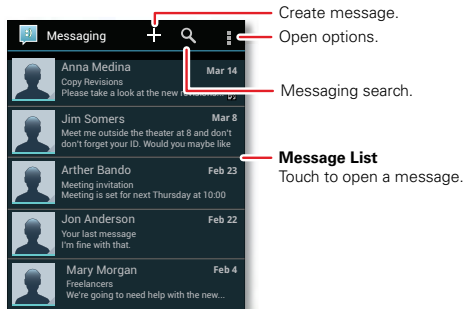 Create message.
Messaging
Open options.
Anna Medina
Mar 14
Copy Revisions
Please take a look at the new
Messaging search.
Jim Somers
Mar 8
Meet me outside the theater at 8 and don't
don't forget your ID. Would you maybe like
Message List
Touch to open a message.
Arther Bando
Feb 23
Meeting invitation
Meeting is set for next Thursday at 10:00
Jon Anderson
Feb 22
Your last message
I'm fine with that.
Mary Morgan
Feb 4
Freelancers
We're going to need help with the new...